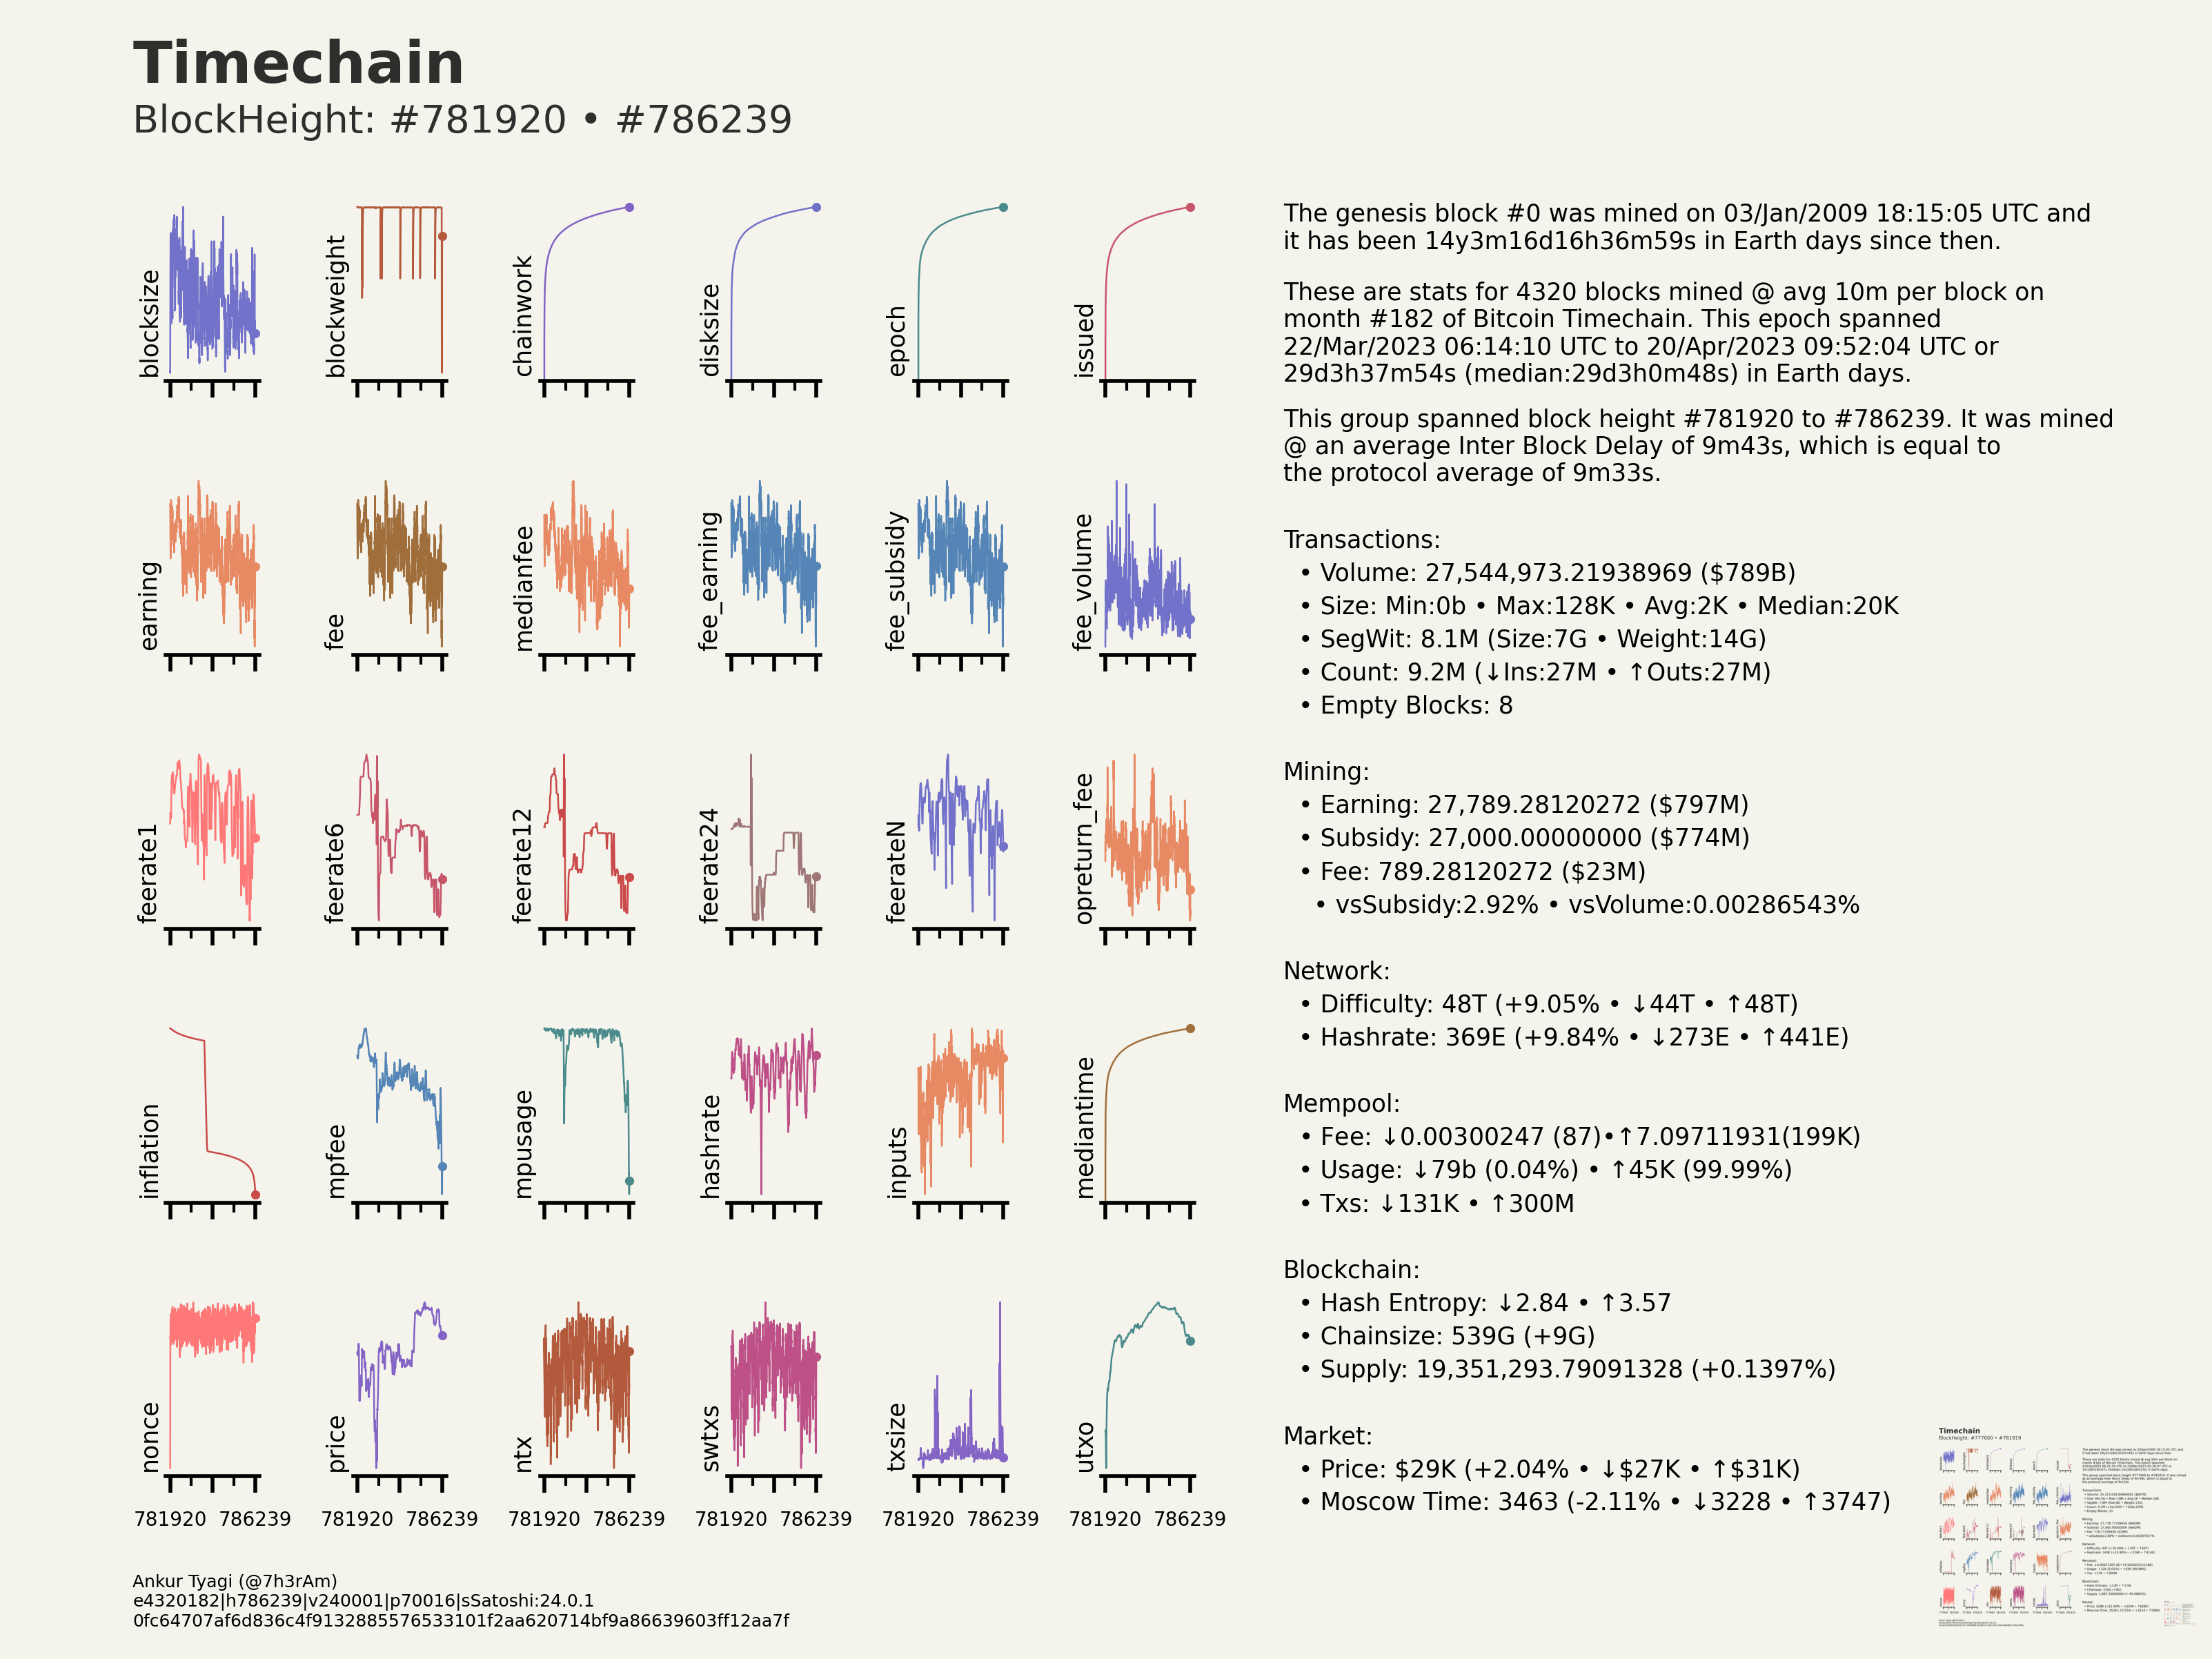 Timechain
BlockHeight: #781920 • #786239
blocksize
blockweight
chainwork
disksize
epoch
issued
earning
fee
medianfee
fee_earning
fee_subsidy
fee_volume
feerate1
feerate6
feerate12
feerate24
feerateN
opreturn_fee
inflation
mpfee
mpusage
hashrate
inputs
mediantime
nonce
price
ntx
swtxs
txsize
utxo
781920 786239 781920 786239 781920 786239 781920 786239 781920 786239 781920 786239
The genesis block #0 was mined on 03/Jan/2009 18:15:05 UTC and
it has been 14y3m16d16h36m59s in Earth days since then.
These are stats for 4320 blocks mined @ avg 10m per block on
month #182 of Bitcoin Timechain. This epoch spanned
22/Mar/2023 06:14:10 UTC to 20/Apr/2023 09:52:04 UTC or
29d3h37m54s (median:29d3h0m48s) in Earth days.
This group spanned block height #781920 to #786239. It was mined
@ an average Inter Block Delay of 9m43s, which is equal to
the protocol average of 9m33s.
Transactions:
• Volume: 27,544,973.21938969 ($789B)
• Size: Min:0b • Max:128K • Avg:2K • Median:20K
• SegWit: 8.1M (Size:7G • Weight:14G)
• Count: 9.2M (↓Ins:27M • ↑Outs:27M)
• Empty Blocks: 8
Mining:
• Earning: 27,789.28120272 ($797M)
• Subsidy: 27,000.00000000 ($774M)
• Fee: 789.28120272 ($23M)
• vsSubsidy:2.92% • vsVolume:0.00286543%
Network:
• Difficulty: 48T (+9.05% • ↓44T • ↑48T)
• Hashrate: 369E (+9.84% • ↓273E • ↑441E)
Mempool:
• Fee: ↓0.00300247 (87)•↑7.09711931(199K)
• Usage: ↓79b (0.04%) • ↑45K (99.99%)
• Txs: ↓131K • ↑300M
Blockchain:
• Hash Entropy: ↓2.84 • ↑3.57
• Chainsize: 539G (+9G)
• Supply: 19,351,293.79091328 (+0.1397%)
Market:
• Price: $29K (+2.04% • ↓$27K • ↑$31K)
• Moscow Time: 3463 (-2.11% • ↓3228 • ↑3747)
Ankur Tyagi (@7h3rAm)
e4320182|h786239|v240001|p70016|sSatoshi:24.0.1
0fc64707af6d836c4f9132885576533101f2aa620714bf9a86639603ff12aa7f
Timechain
BlockHeight: #777600 • #781919